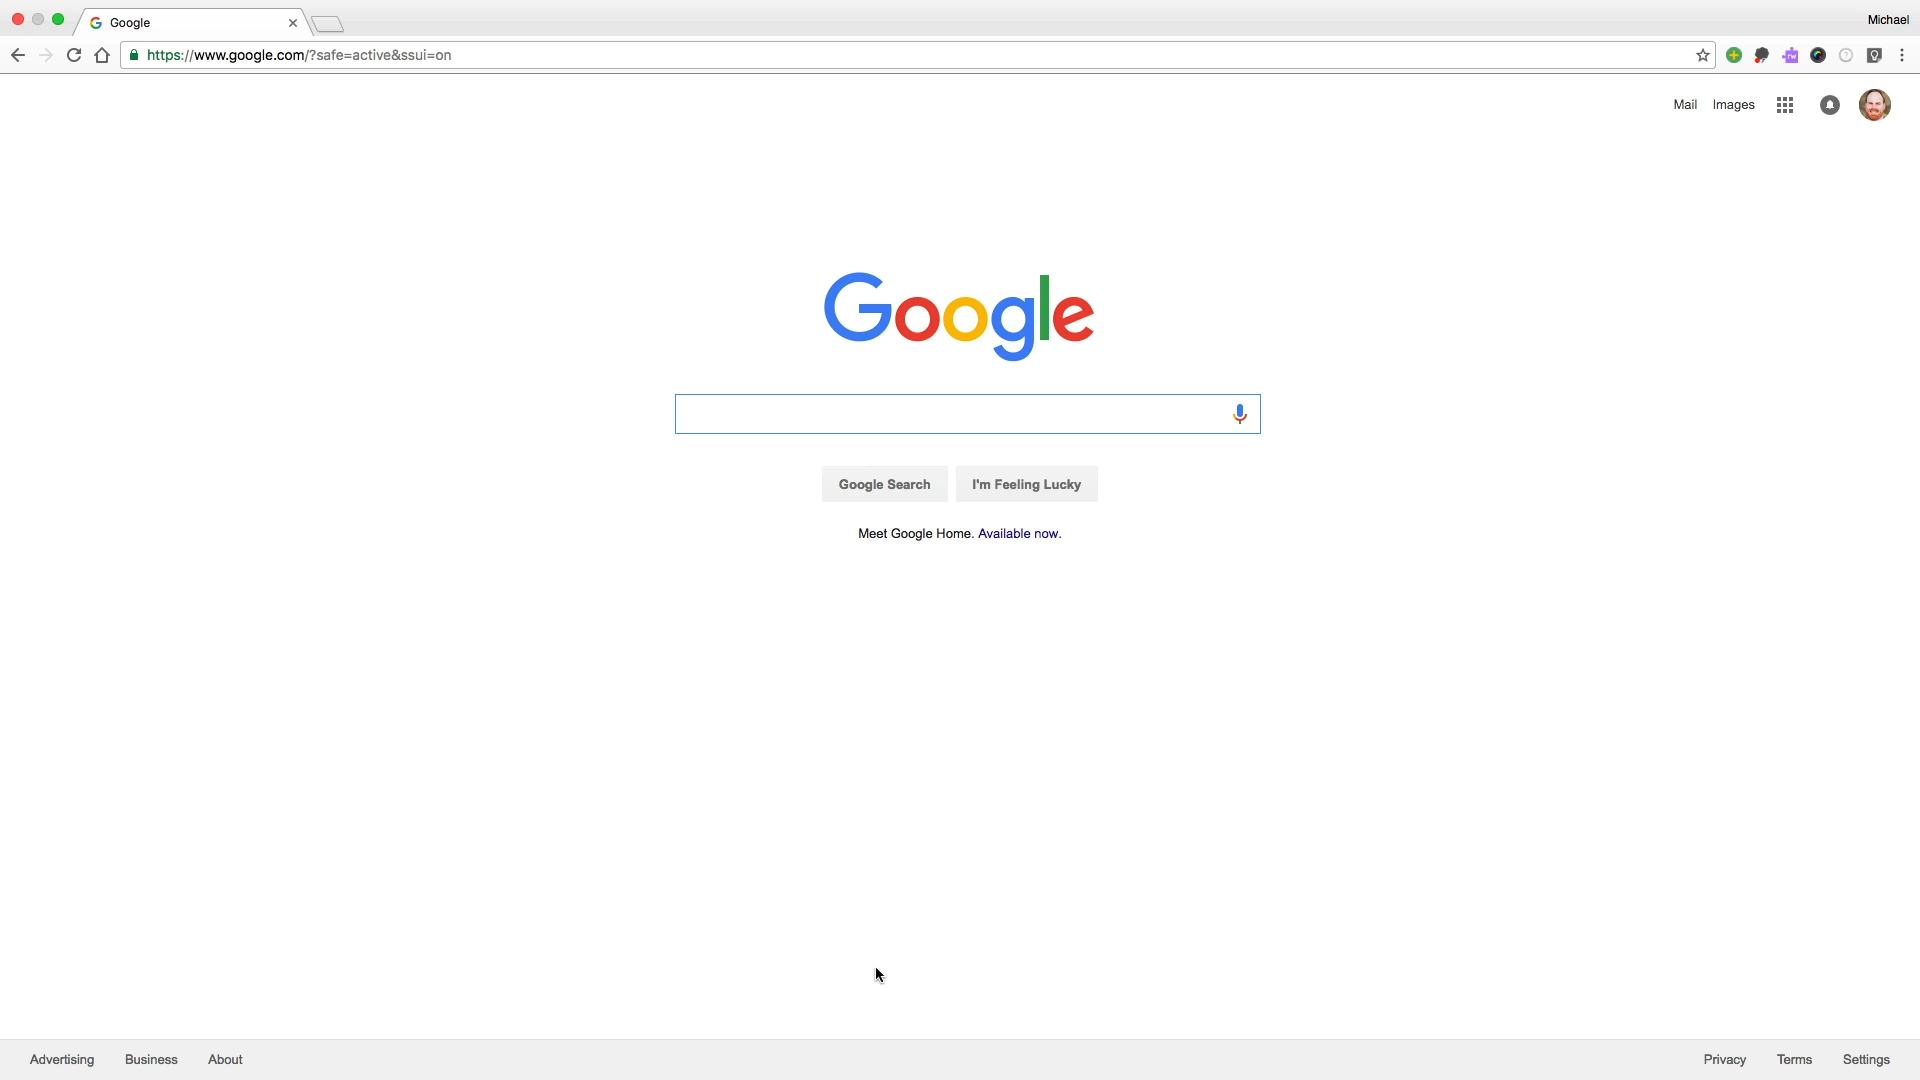 Google
Michael
https://www.google.com/?safe=active&ssui=on
Mail Images
Google
Google Search I'm Feeling Lucky
Meet Google Home. Available now.
Advertising Business About Privacy Terms Settings